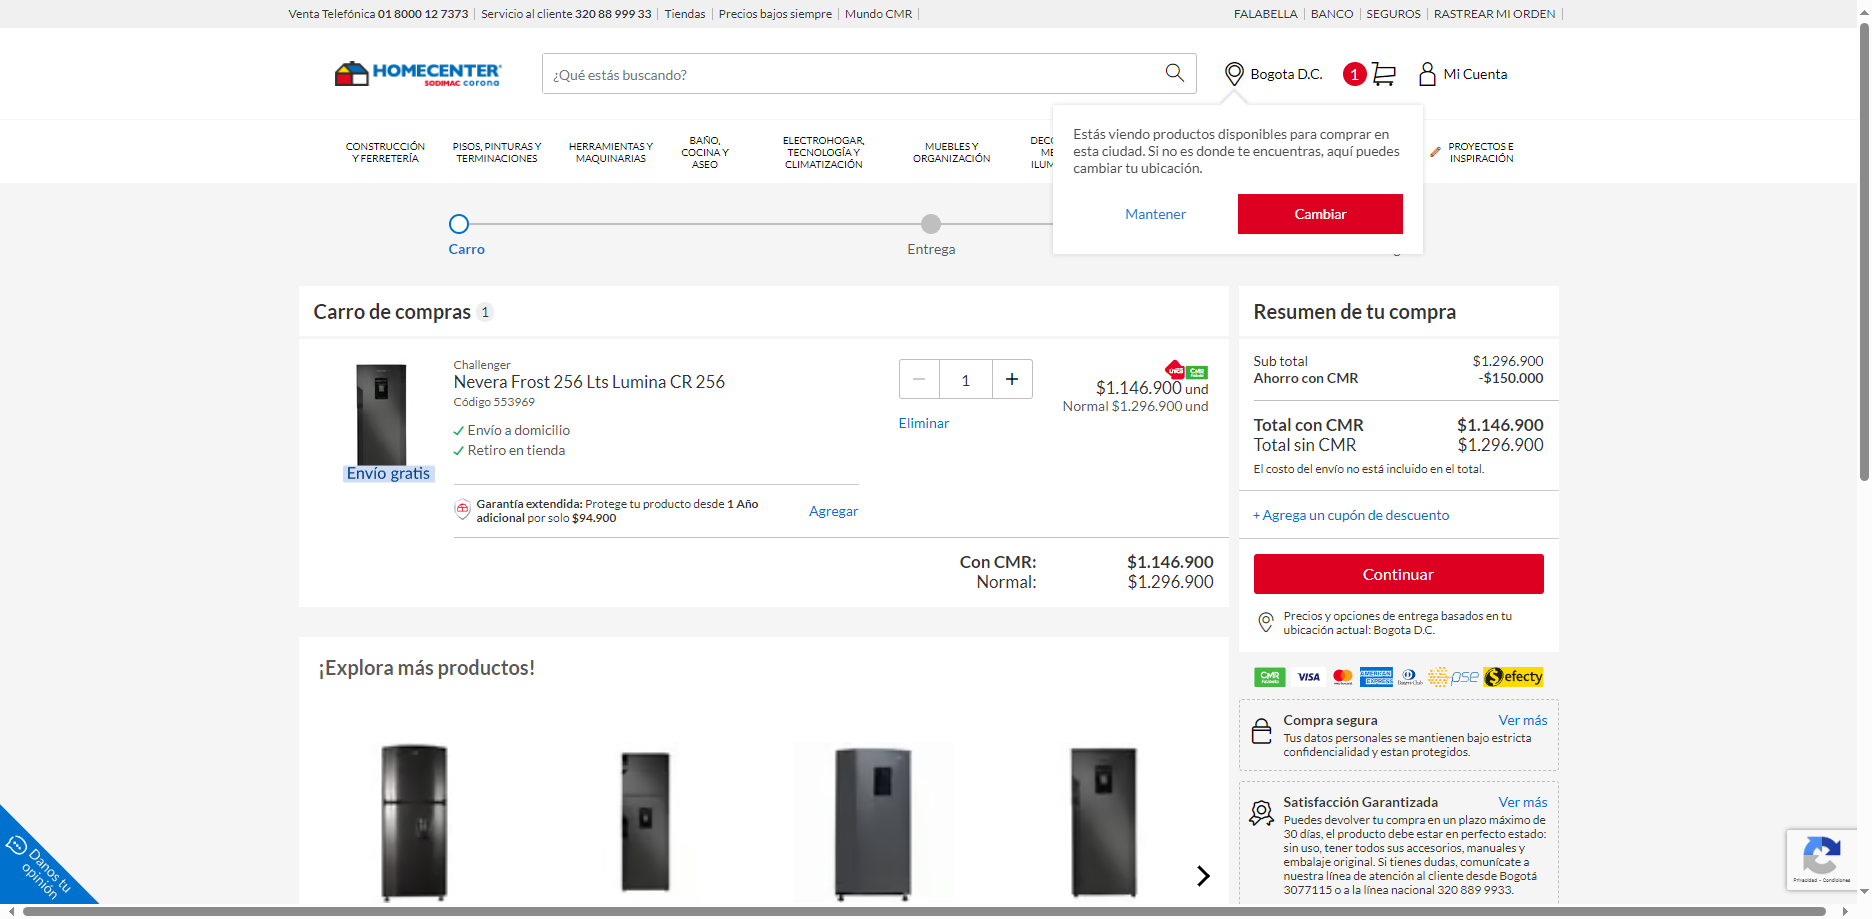 Venta Telefónica 01 8000 12 7373 Servicio al cliente 320 88 999 33 Tiendas Precios bajos siempre Mundo CMR FALABELLA BANCO SEGUROS RASTREAR MI ORDEN
HOMECENTER
SODIMAC corona
¿Qué estás buscando?
Bogota D.C.
1
Mi Cuenta
Estás viendo productos disponibles para comprar en
esta ciudad. Si no es donde te encuentras, aquí puedes
cambiar tu ubicación.
Mantener
Cambiar
CONSTRUCCIÓN
Y FERRETERÍA
PISOS, PINTURAS Y
TERMINACIONES
HERRAMIENTAS Y
MAQUINARIAS
BAÑO,
COCINA Y
ASEO
ELECTROHOGAR,
TECNOLOGÍA Y
CLIMATIZACIÓN
MUEBLES Y
ORGANIZACIÓN
PROYECTOS E
INSPIRACIÓN
Carro
Entrega
Carro de compras 1
Envío gratis
Challenger
Nevera Frost 256 Lts Lumina CR 256
Código 553969
Envío a domicilio
Retiro en tienda
1
Eliminar
CMR
$1.146.900 und
Normal $1.296.900 und
Garantía extendida: Protege tu producto desde 1 Año
adicional por solo $94.900
Agregar
Con CMR: $1.146.900
Normal: $1.296.900
¡Explora más productos!
Resumen de tu compra
Sub total $1.296.900
Ahorro con CMR -$150.000
Total con CMR $1.146.900
Total sin CMR $1.296.900
El costo del envío no está incluido en el total.
+ Agrega un cupón de descuento
Continuar
Precios y opciones de entrega basados en tu
ubicación actual: Bogota D.C.
CMR VISA AMERICAN EXPRESS pse efecty
Compra segura Ver más
Tus datos personales se mantienen bajo estricta
confidencialidad y estan protegidos.
Satisfacción Garantizada Ver más
Puedes devolver tu compra en un plazo máximo de
30 días, el producto debe estar en perfecto estado:
sin uso, tener todos sus accesorios, manuales y
embalaje original. Si tienes dudas, comunícate a
nuestra línea de atención al cliente desde Bogotá
3077115 o a la línea nacional 320 889 9933.
Danos tu
opinión
Privacidad - Condiciones